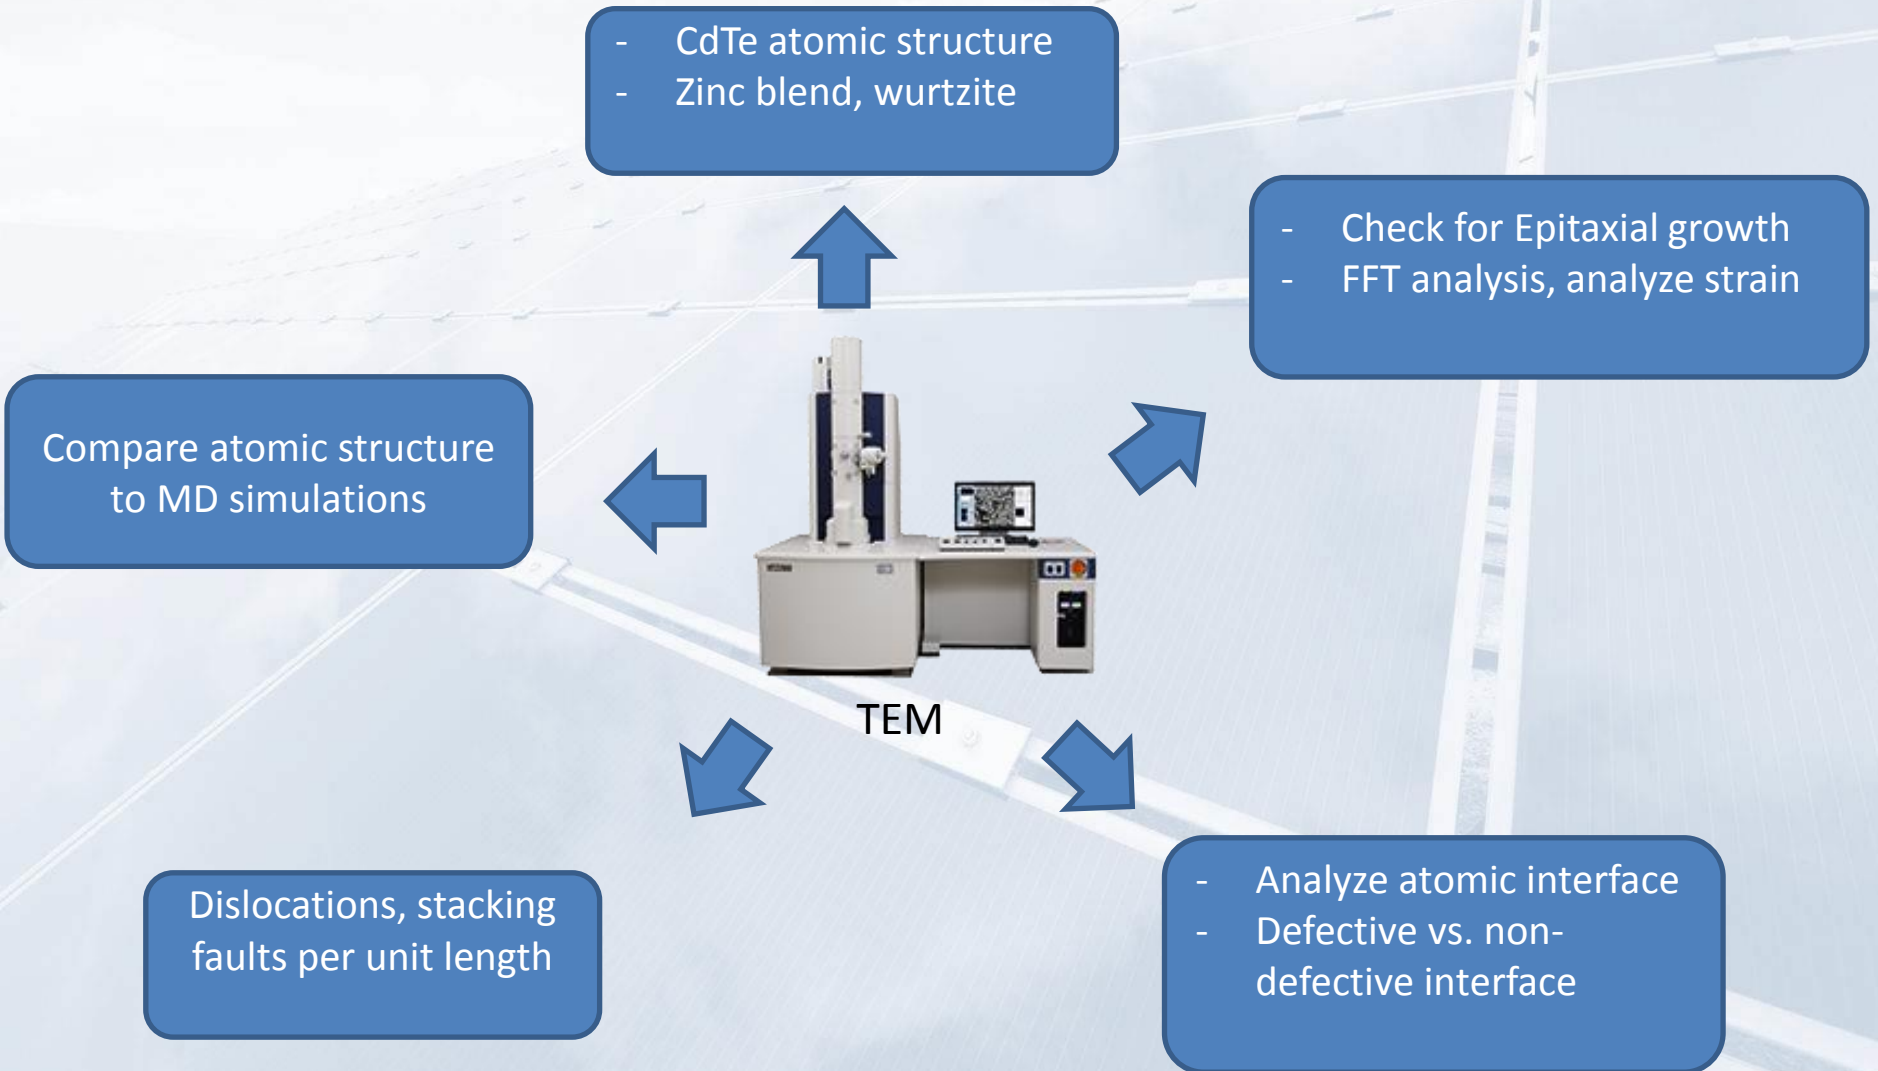 - CdTe atomic structure
- Zinc blend, wurtzite
- Check for Epitaxial growth
- FFT analysis, analyze strain
Compare atomic structure
to MD simulations
TEM
Dislocations, stacking
faults per unit length
- Analyze atomic interface
- Defective vs. non-
defective interface